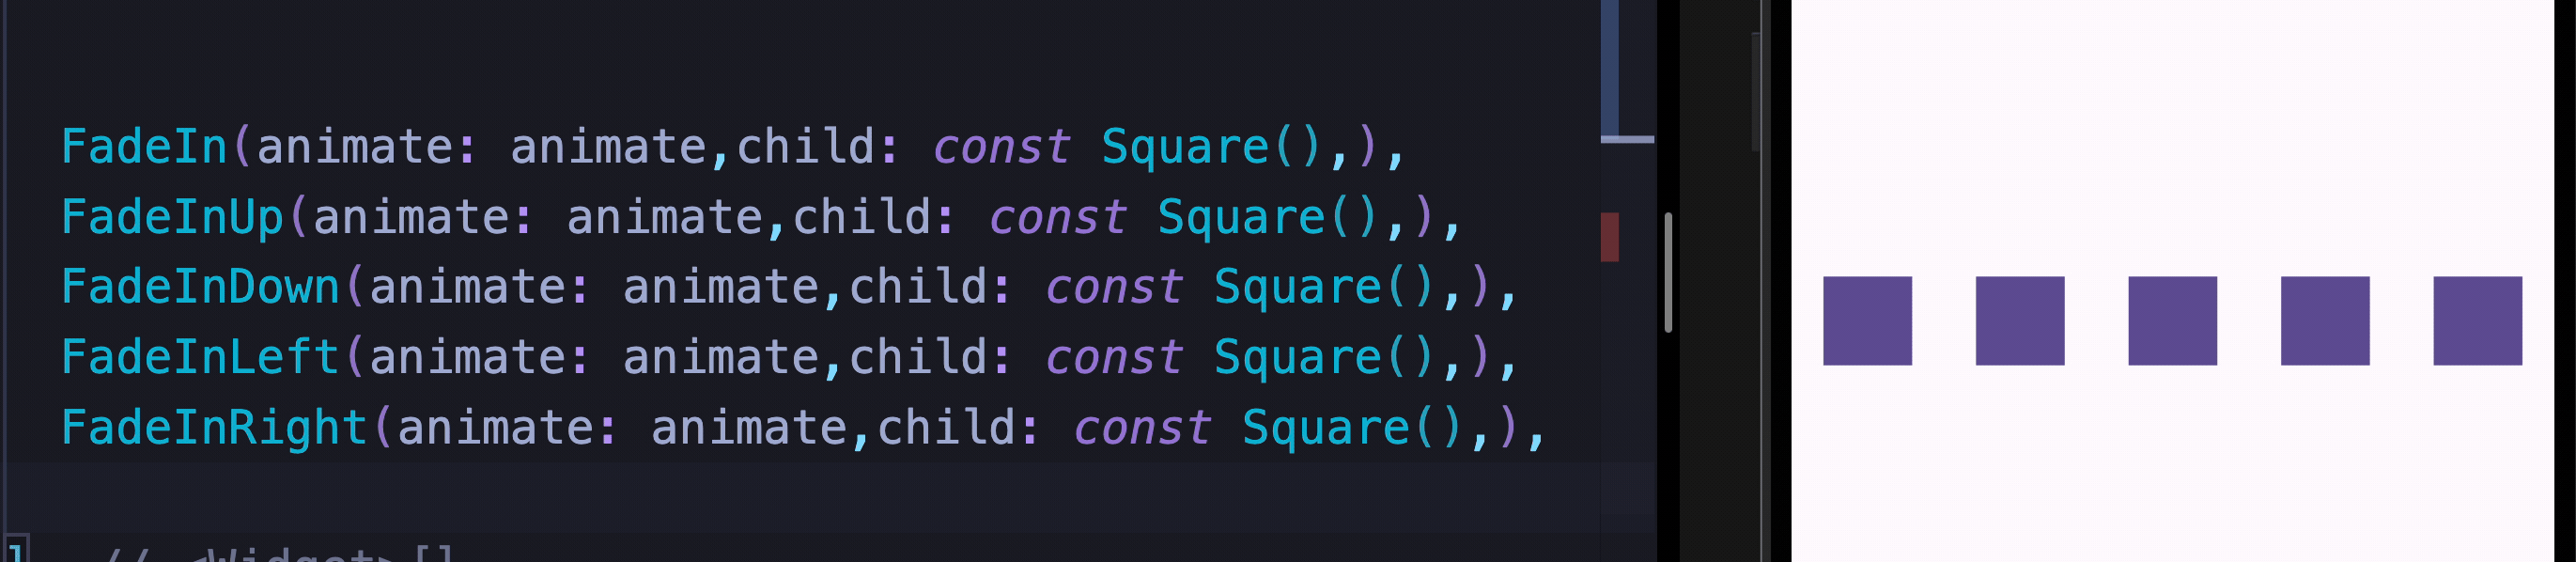 FadeIn(animate: animate,child: const Square(),),
FadeInUp(animate: animate,child: const Square(),),
FadeInDown(animate: animate,child: const Square(),),
FadeInLeft(animate: animate,child: const Square(),),
FadeInRight(animate: animate,child: const Square(),),
] // <Widget>[]